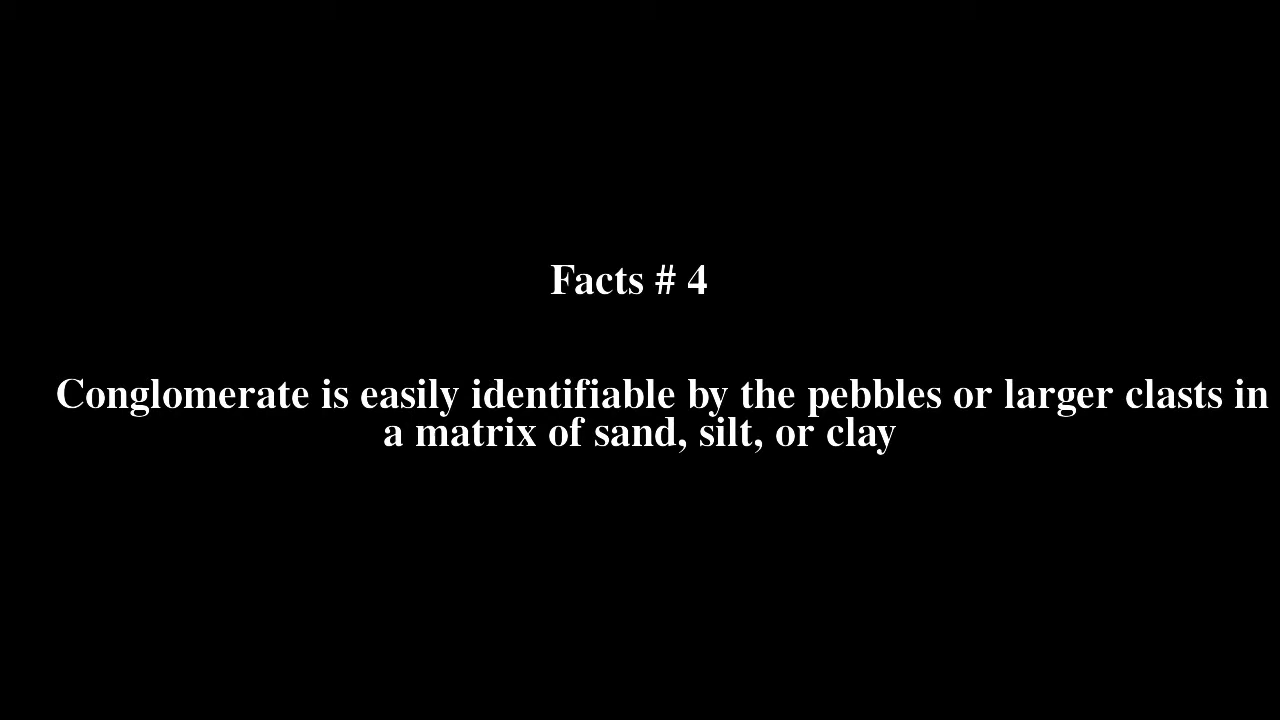 Facts # 4
Conglomerate is easily identifiable by the pebbles or larger clasts in
a matrix of sand, silt, or clay